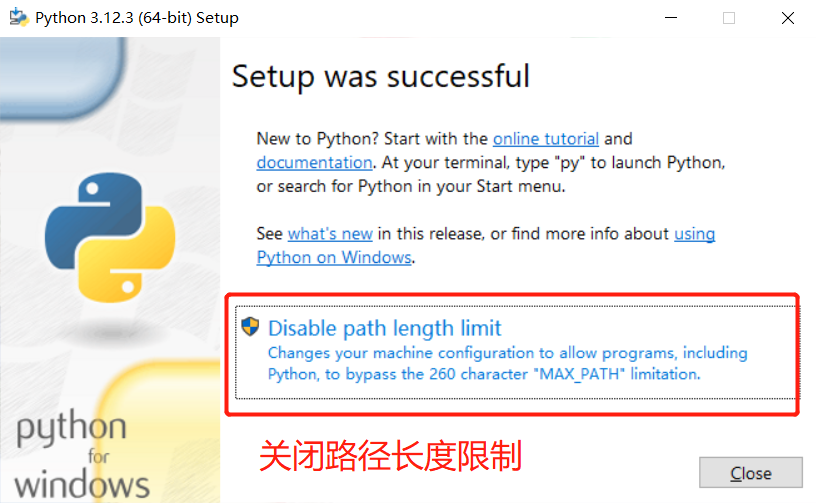 Python 3.12.3 (64-bit) Setup
Setup was successful
New to Python? Start with the online tutorial and
documentation. At your terminal, type "py" to launch Python,
or search for Python in your Start menu.
See what's new in this release, or find more info about using
Python on Windows.
Disable path length limit
Changes your machine configuration to allow programs, including
Python, to bypass the 260 character "MAX_PATH" limitation.
关闭路径长度限制
python
for
windows
Close